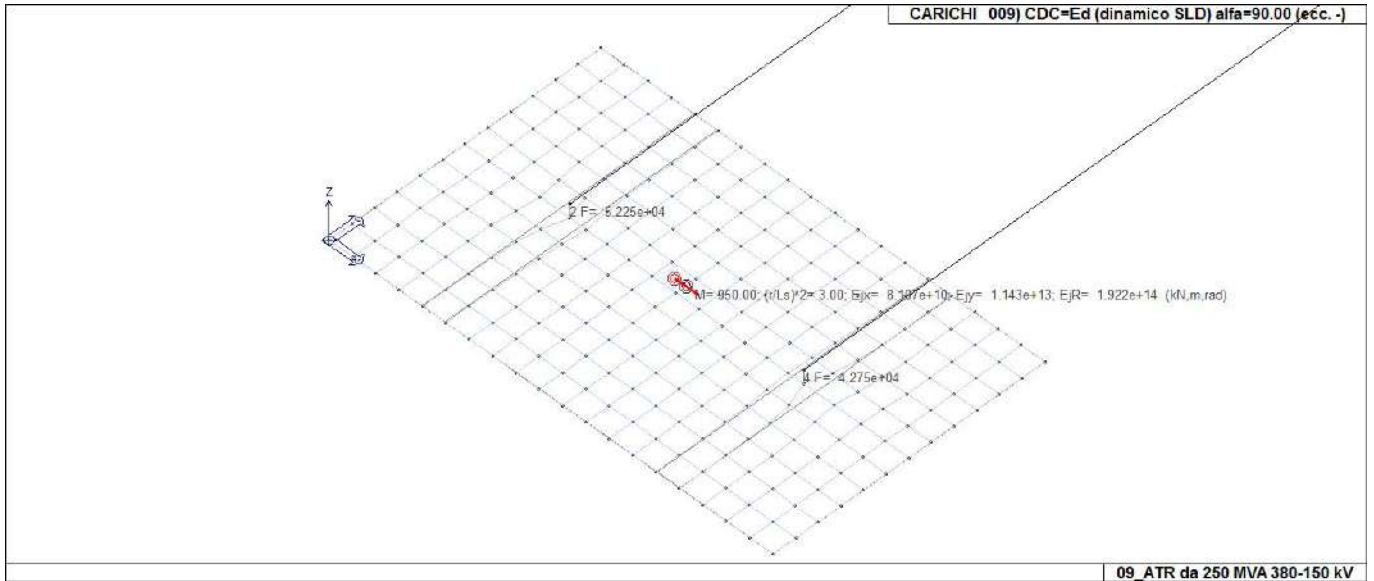 CARICHI 009) CDC=Ed (dinamico SLD) alfa=90.00 (ecc. -)
Z
2 F= 5.225e+04
M= 950.00; (r/Ls)^2= 3.00; Ejx= 8.107e+10; Ejy= 1.143e+13; EjR= 1.922e+14 (kN,m,rad)
4 F= 4.275e+04
09_ATR da 250 MVA 380-150 kV